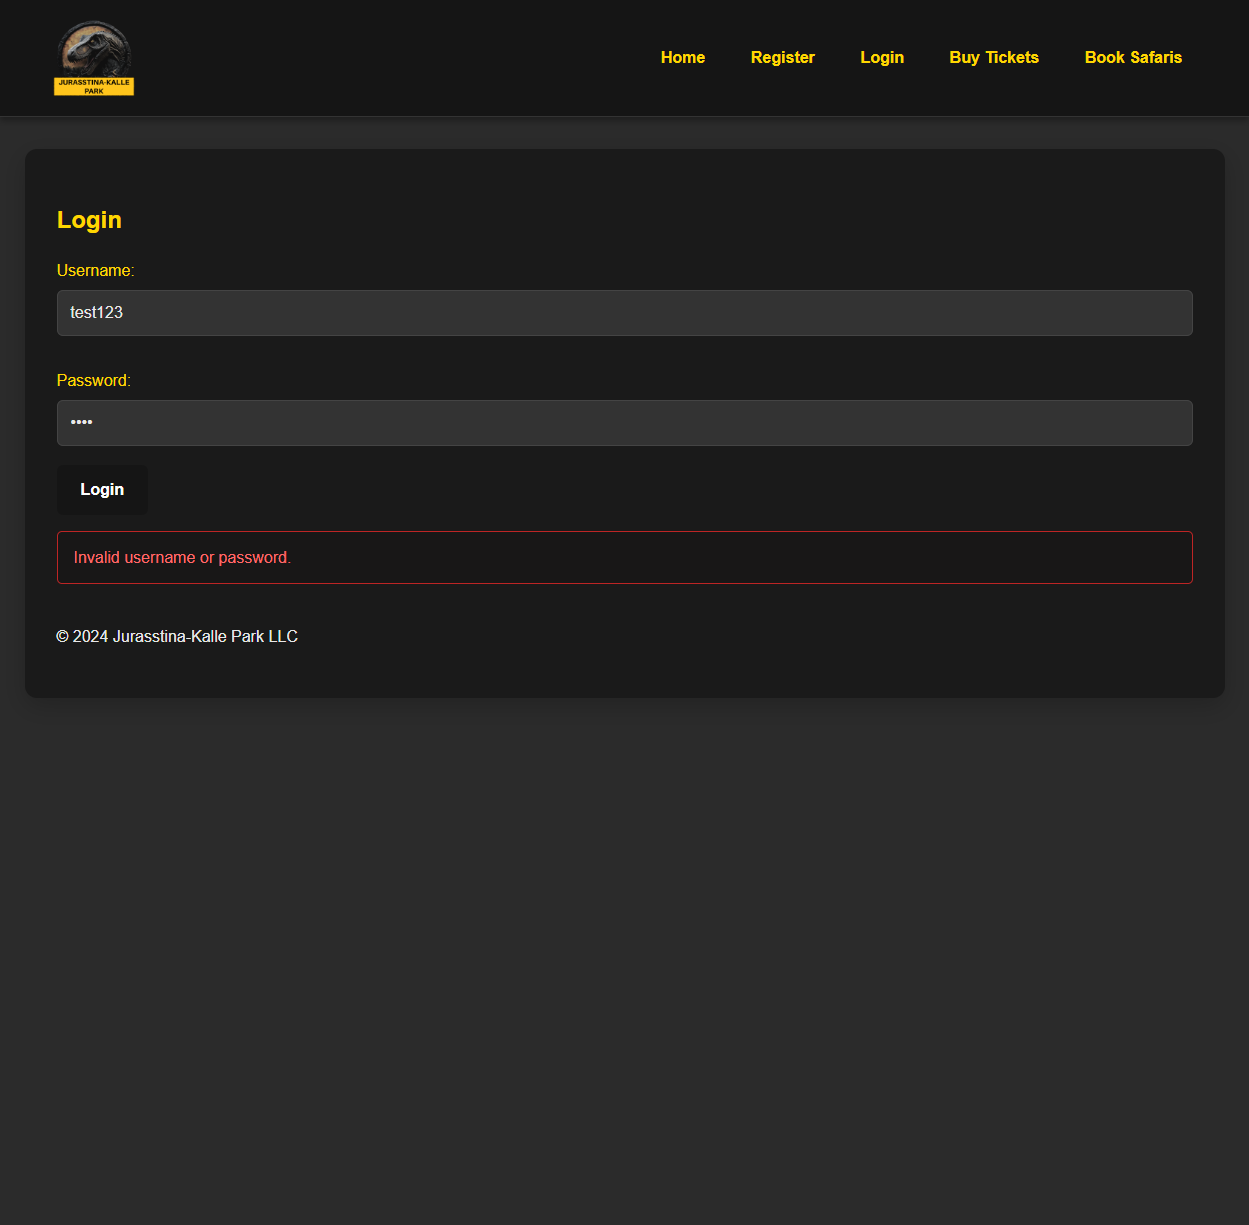 JURASSTINA-KALLE
PARK
Home Register Login Buy Tickets Book Safaris
Login
Username:
test123
Password:
••••
Login
Invalid username or password.
© 2024 Jurasstina-Kalle Park LLC